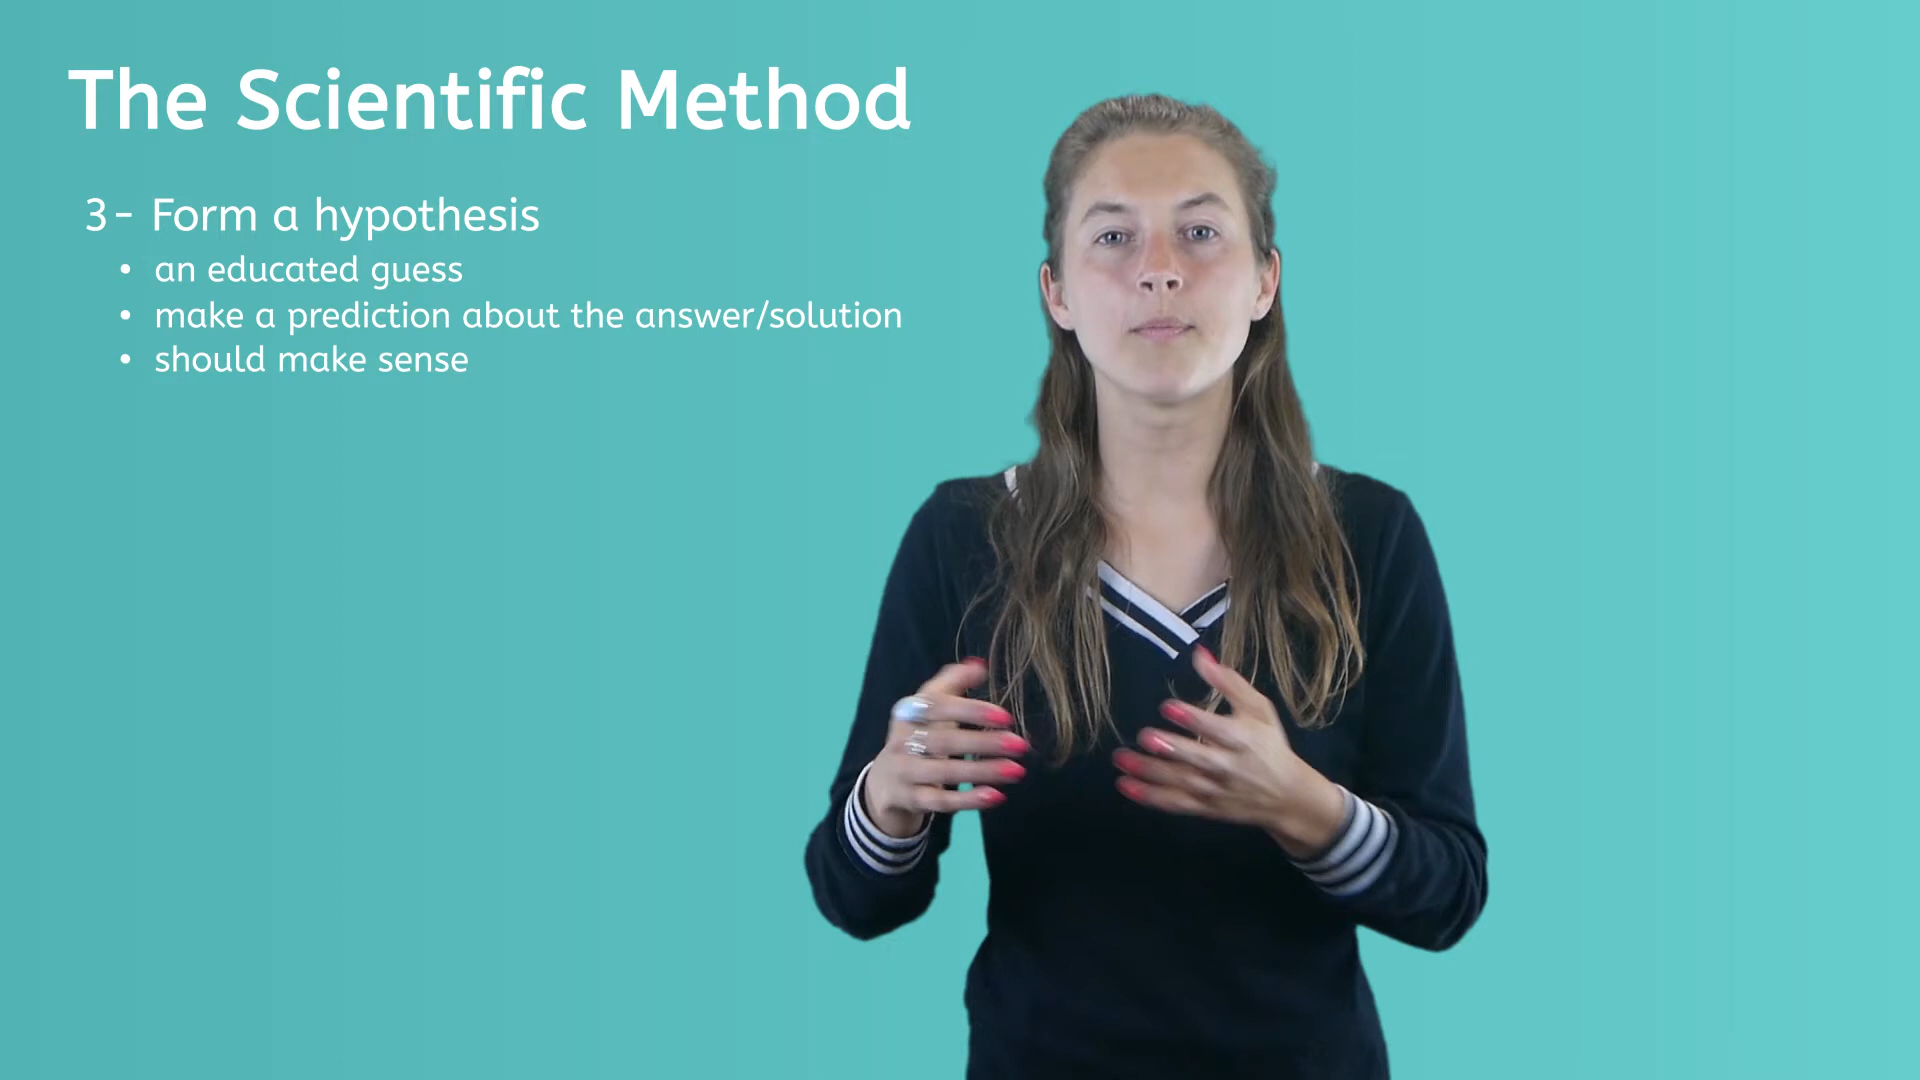 The Scientific Method
3- Form a hypothesis
• an educated guess
• make a prediction about the answer/solution
• should make sense